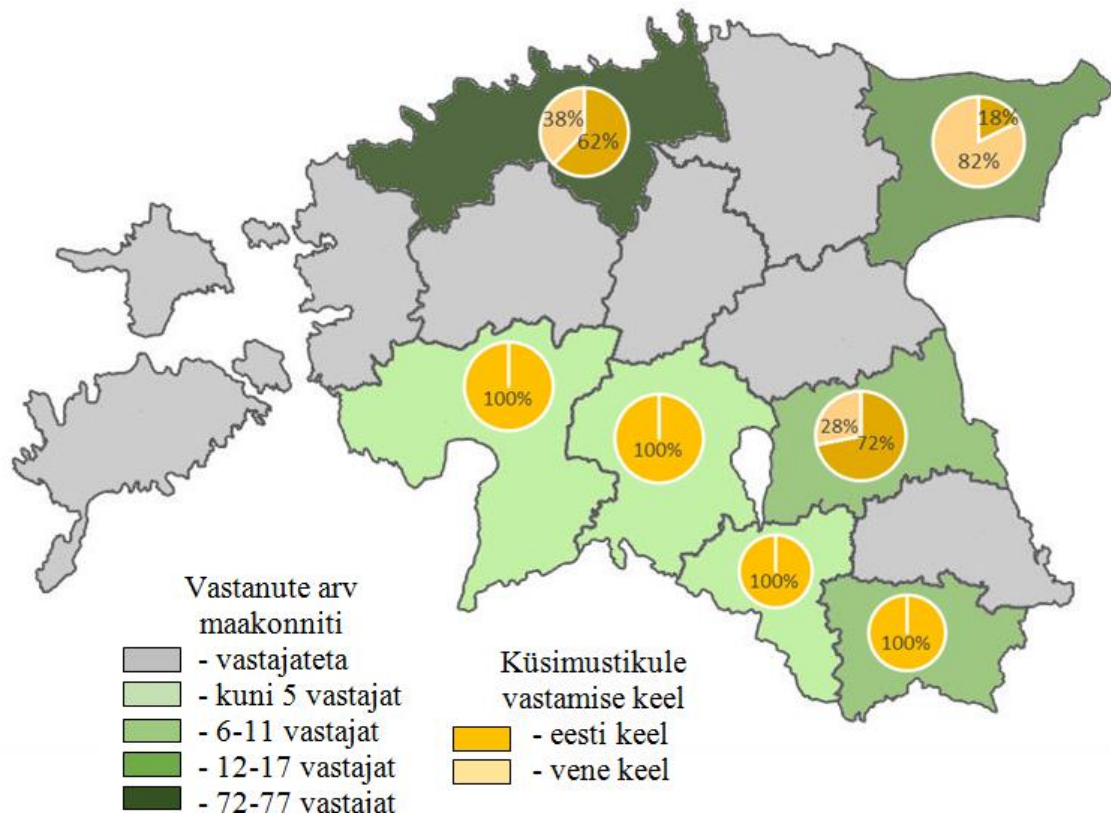 38%
62%
18%
82%
100%
100%
28%
72%
100%
100%
Vastanute arv
maakonniti
- vastajateta
- kuni 5 vastajat
- 6-11 vastajat
- 12-17 vastajat
- 72-77 vastajat
Küsimustikule
vastamise keel
- eesti keel
- vene keel